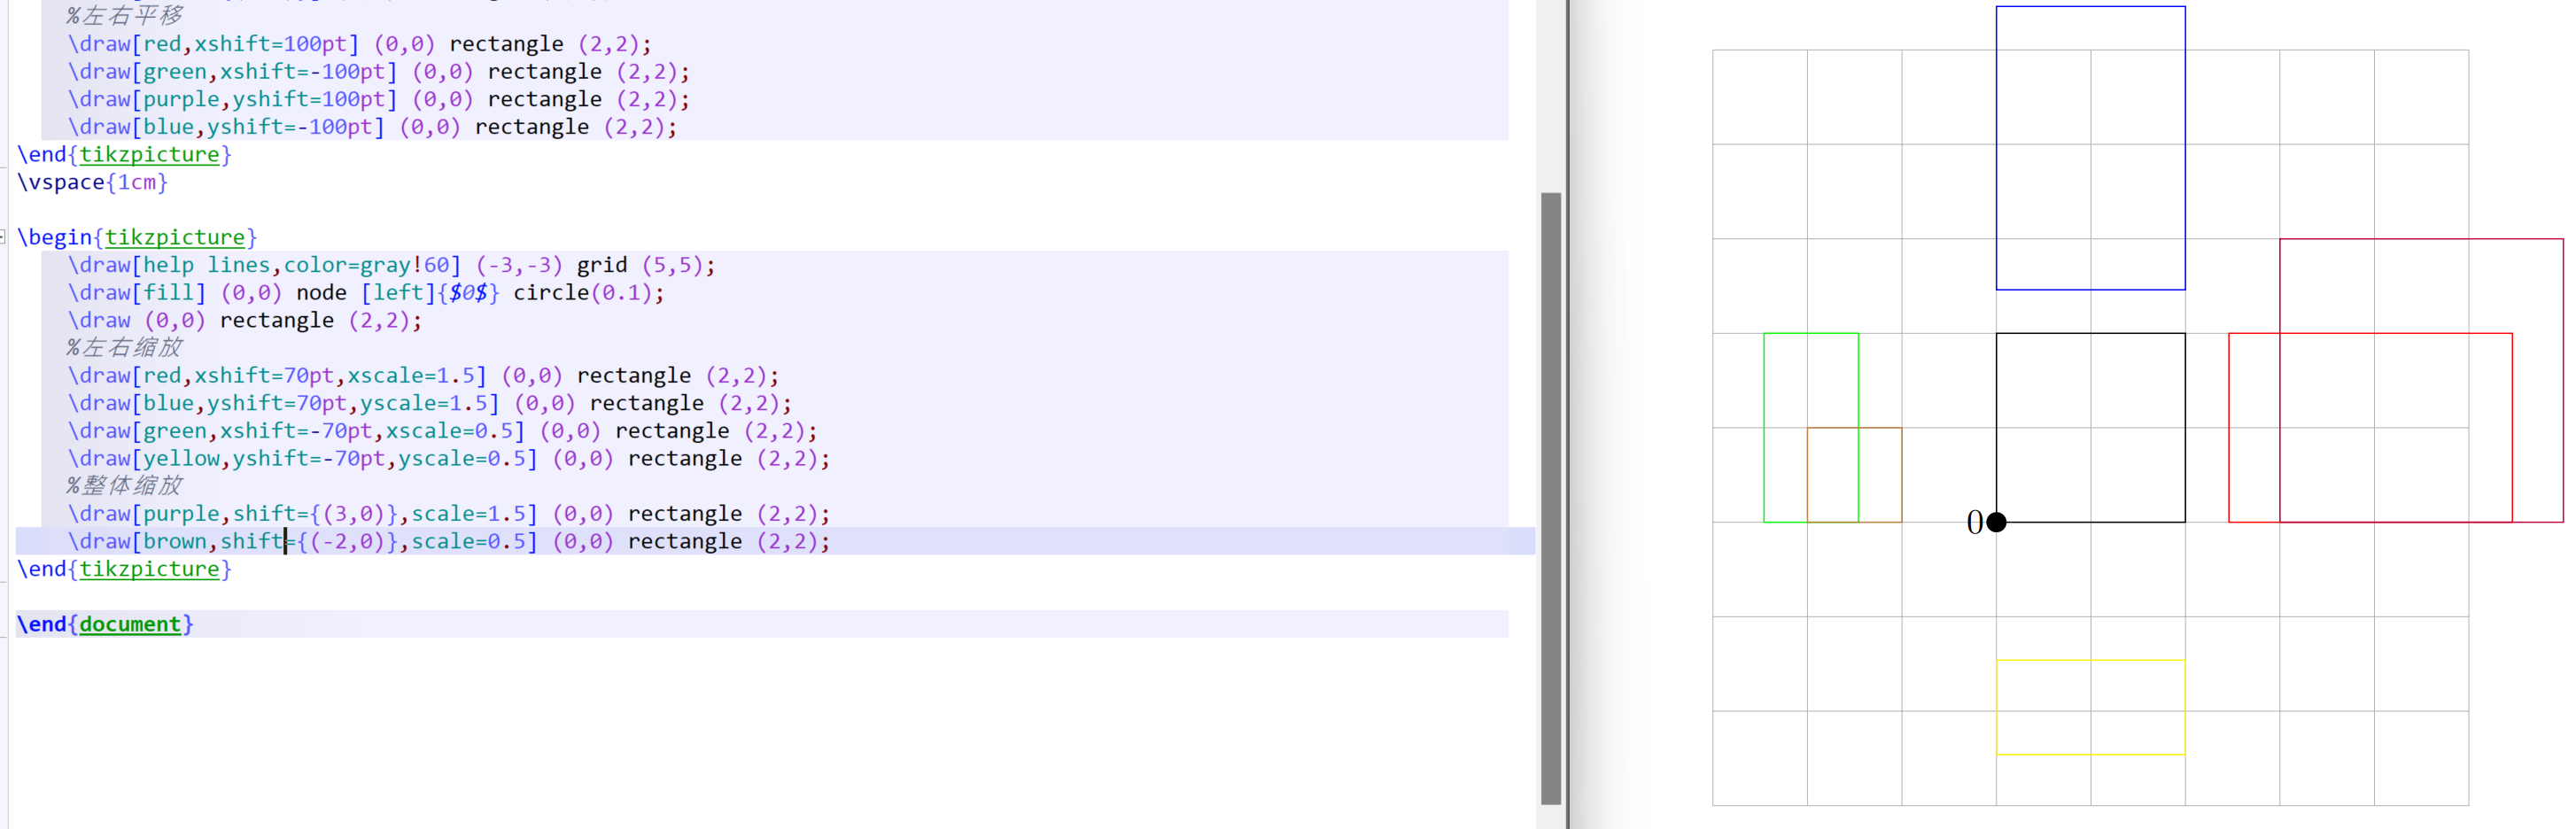 %左右平移
\draw[red,xshift=100pt] (0,0) rectangle (2,2);
\draw[green,xshift=-100pt] (0,0) rectangle (2,2);
\draw[purple,yshift=100pt] (0,0) rectangle (2,2);
\draw[blue,yshift=-100pt] (0,0) rectangle (2,2);
\end{tikzpicture}
\vspace{1cm}
\begin{tikzpicture}
\draw[help lines,color=gray!60] (-3,-3) grid (5,5);
\draw[fill] (0,0) node [left]{$0$} circle(0.1);
\draw (0,0) rectangle (2,2);
%左右缩放
\draw[red,xshift=70pt,xscale=1.5] (0,0) rectangle (2,2);
\draw[blue,yshift=70pt,yscale=1.5] (0,0) rectangle (2,2);
\draw[green,xshift=-70pt,xscale=0.5] (0,0) rectangle (2,2);
\draw[yellow,yshift=-70pt,yscale=0.5] (0,0) rectangle (2,2);
%整体缩放
\draw[purple,shift={(3,0)},scale=1.5] (0,0) rectangle (2,2);
\draw[brown,shift={(-2,0)},scale=0.5] (0,0) rectangle (2,2);
\end{tikzpicture}
\end{document}
0